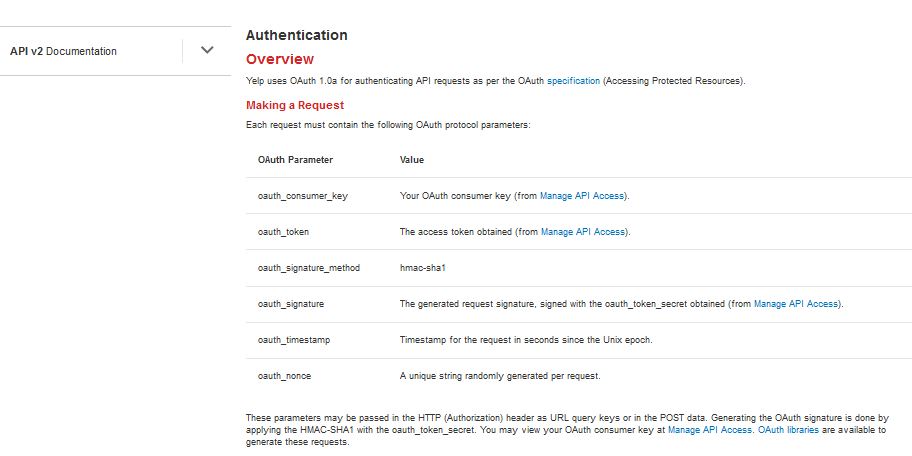 Authentication
API v2 Documentation
Overview
Yelp uses OAuth 1.0a for authenticating API requests as per the OAuth specification (Accessing Protected Resources).
Making a Request
Each request must contain the following OAuth protocol parameters:
OAuth Parameter Value
oauth_consumer_key Your OAuth consumer key (from Manage API Access).
oauth_token The access token obtained (from Manage API Access).
oauth_signature_method hmac-sha1
oauth_signature The generated request signature, signed with the oauth_token_secret obtained (from Manage API Access).
oauth_timestamp Timestamp for the request in seconds since the Unix epoch.
oauth_nonce A unique string randomly generated per request.
These parameters may be passed in the HTTP (Authorization) header as URL query keys or in the POST data. Generating the OAuth signature is done by
applying the HMAC-SHA1 with the oauth_token_secret. You may view your OAuth consumer key at Manage API Access. OAuth libraries are available to
generate these requests.